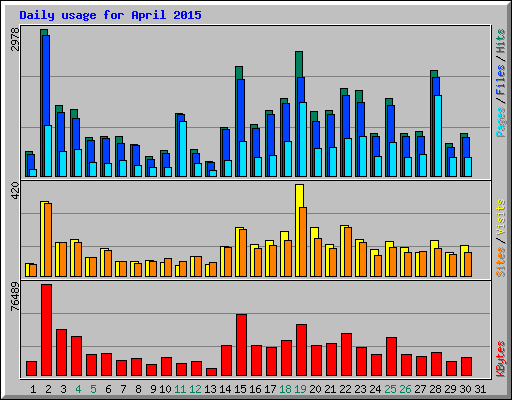 Daily usage for April 2015
2978
Pages / Files / Hits
420
Sites / Visits
76489
KBytes
1 2 3 4 5 6 7 8 9 10 11 12 13 14 15 16 17 18 19 20 21 22 23 24 25 26 27 28 29 30 31